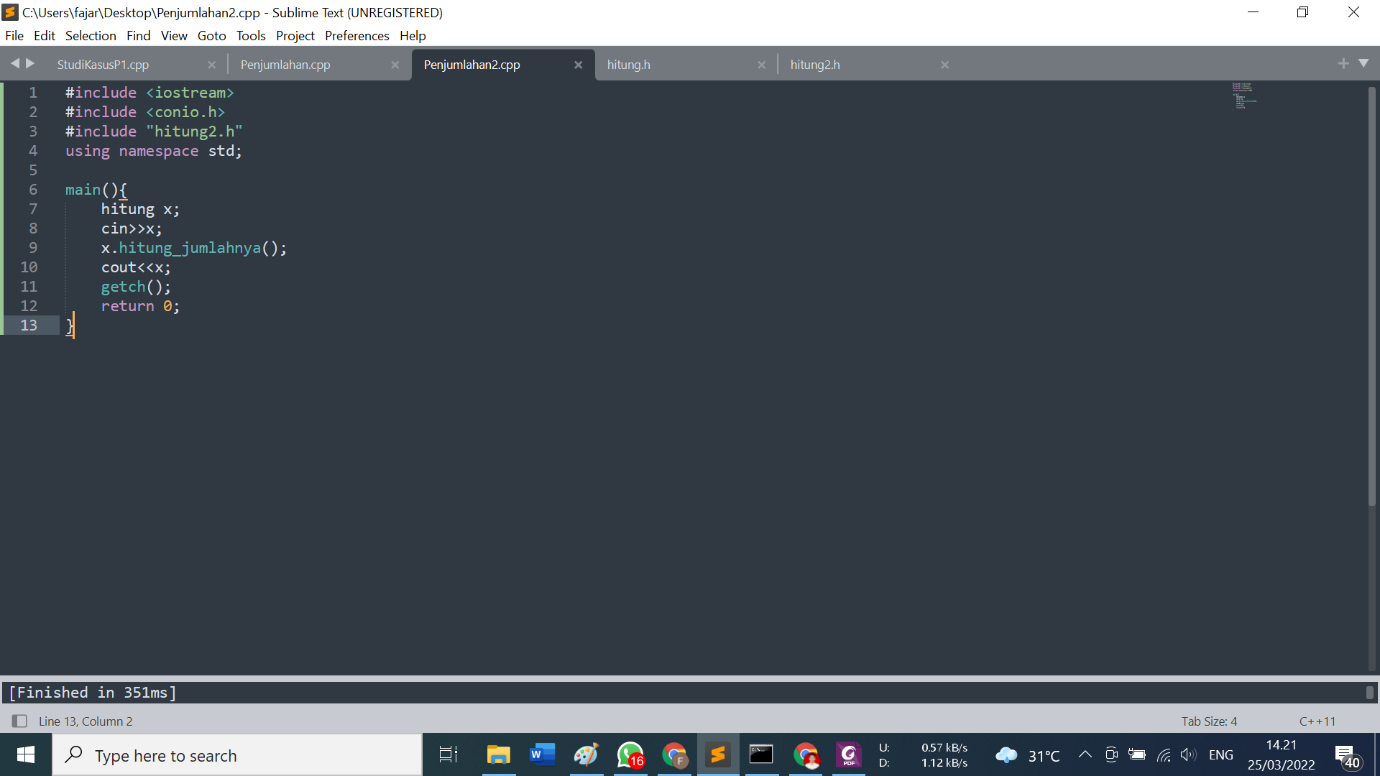 C:\Users\fajar\Desktop\Penjumlahan2.cpp - Sublime Text (UNREGISTERED)
File Edit Selection Find View Goto Tools Project Preferences Help
StudiKasusP1.cpp Penjumlahan.cpp Penjumlahan2.cpp hitung.h hitung2.h
1 #include <iostream>
2 #include <conio.h>
3 #include "hitung2.h"
4 using namespace std;
5
6 main(){
7 hitung x;
8 cin>>x;
9 x.hitung_jumlahnya();
10 cout<<x;
11 getch();
12 return 0;
13 }
[Finished in 351ms]
Line 13, Column 2 Tab Size: 4 C++11
Type here to search 16 F PDF U: 0.57 kB/s 31°C ENG 14.21
D: 1.12 kB/s 25/03/2022 40